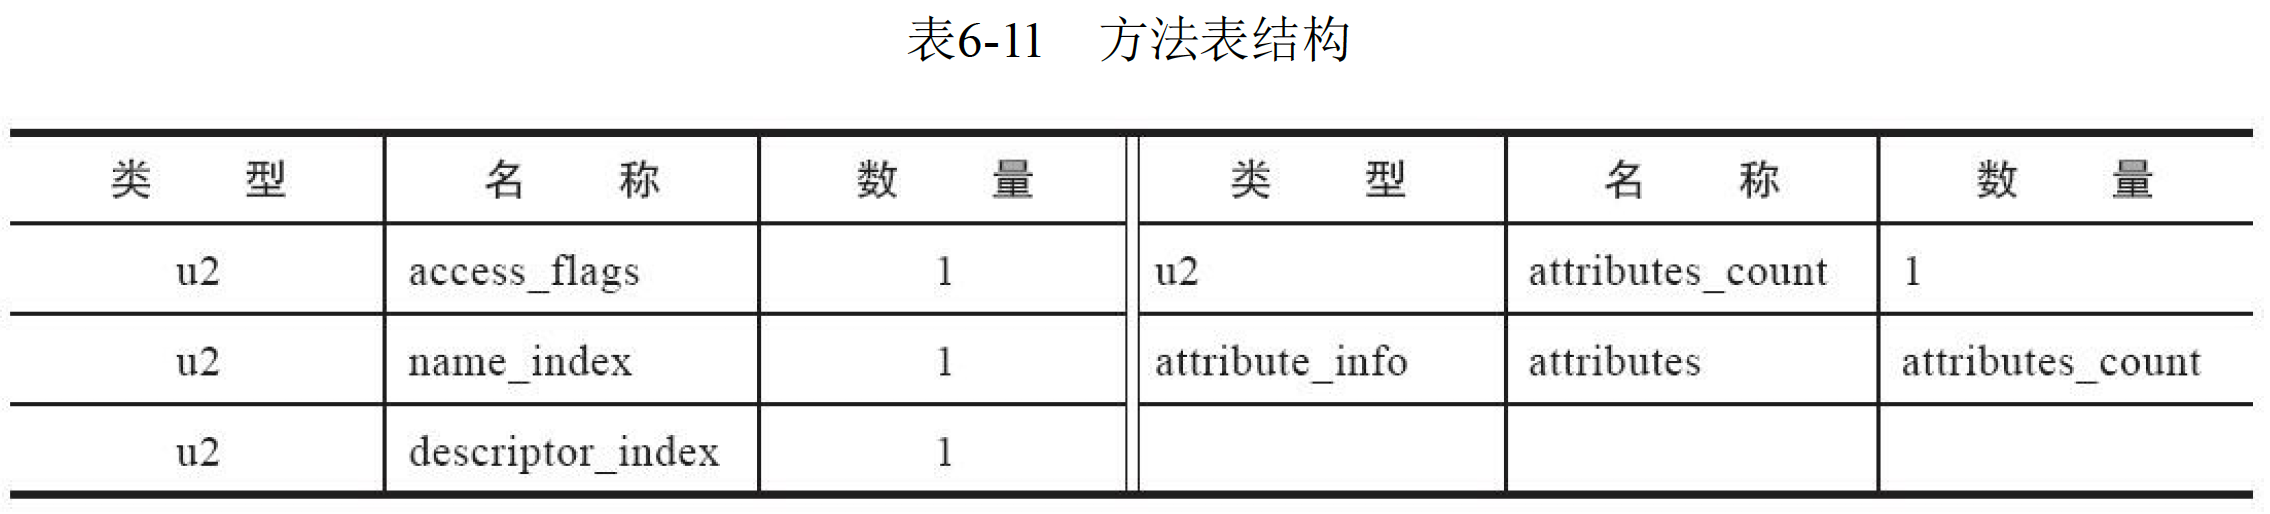 表6-11 方法表结构
类型 名称 数量 类型 名称 数量
u2 access_flags 1 u2 attributes_count 1
u2 name_index 1 attribute_info attributes attributes_count
u2 descriptor_index 1